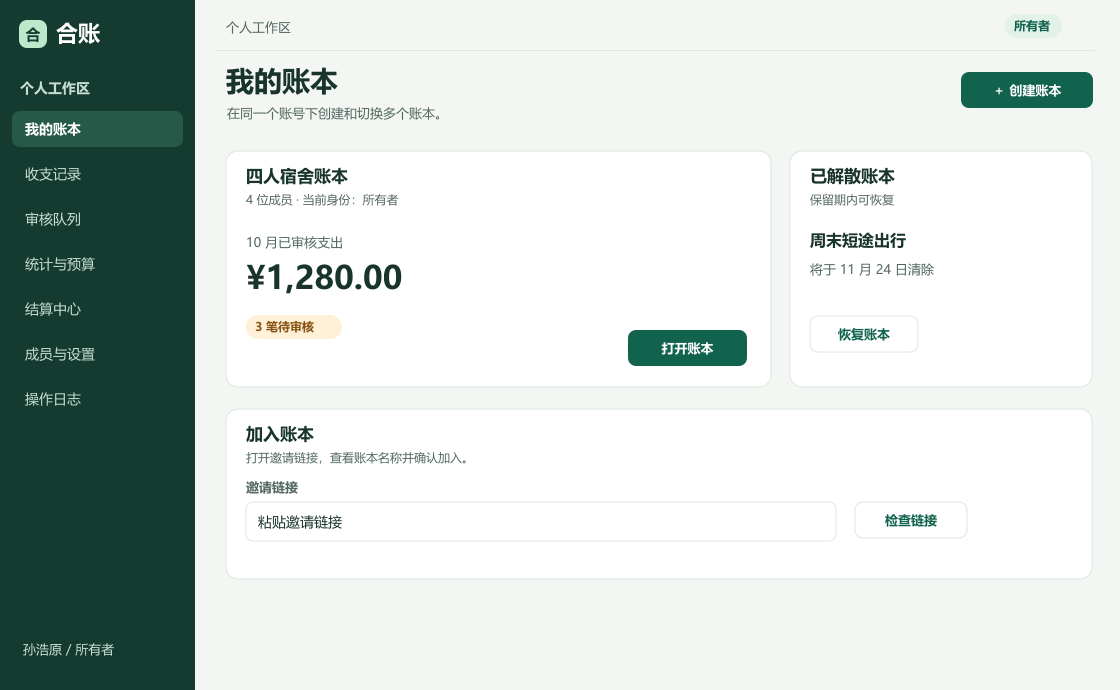 合 合账
个人工作区
我的账本
收支记录
审核队列
统计与预算
结算中心
成员与设置
操作日志
孙浩原 / 所有者
个人工作区
所有者
我的账本
在同一个账号下创建和切换多个账本。
+ 创建账本
四人宿舍账本
4 位成员 · 当前身份：所有者
10 月已审核支出
¥1,280.00
3 笔待审核
打开账本
已解散账本
保留期内可恢复
周末短途出行
将于 11 月 24 日清除
恢复账本
加入账本
打开邀请链接，查看账本名称并确认加入。
邀请链接
粘贴邀请链接
检查链接